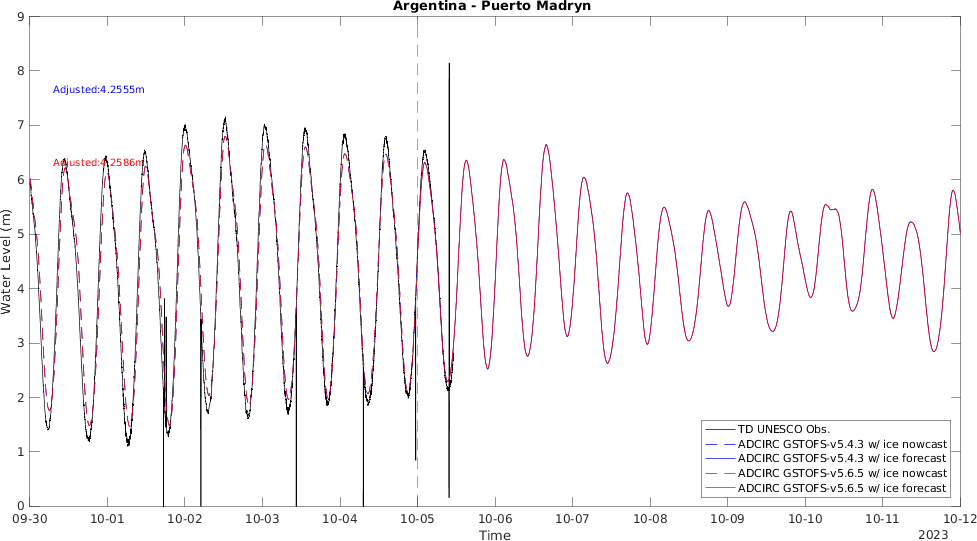 Argentina - Puerto Madryn
9
8
7
6
5
4
3
2
1
0
Water Level (m)
Adjusted:4.2555m
Adjusted:4.2586m
TD UNESCO Obs.
ADCIRC GSTOFS-v5.4.3 w/ ice nowcast
ADCIRC GSTOFS-v5.4.3 w/ ice forecast
ADCIRC GSTOFS-v5.6.5 w/ ice nowcast
ADCIRC GSTOFS-v5.6.5 w/ ice forecast
09-30 10-01 10-02 10-03 10-04 10-05 10-06 10-07 10-08 10-09 10-10 10-11 10-12
Time
2023